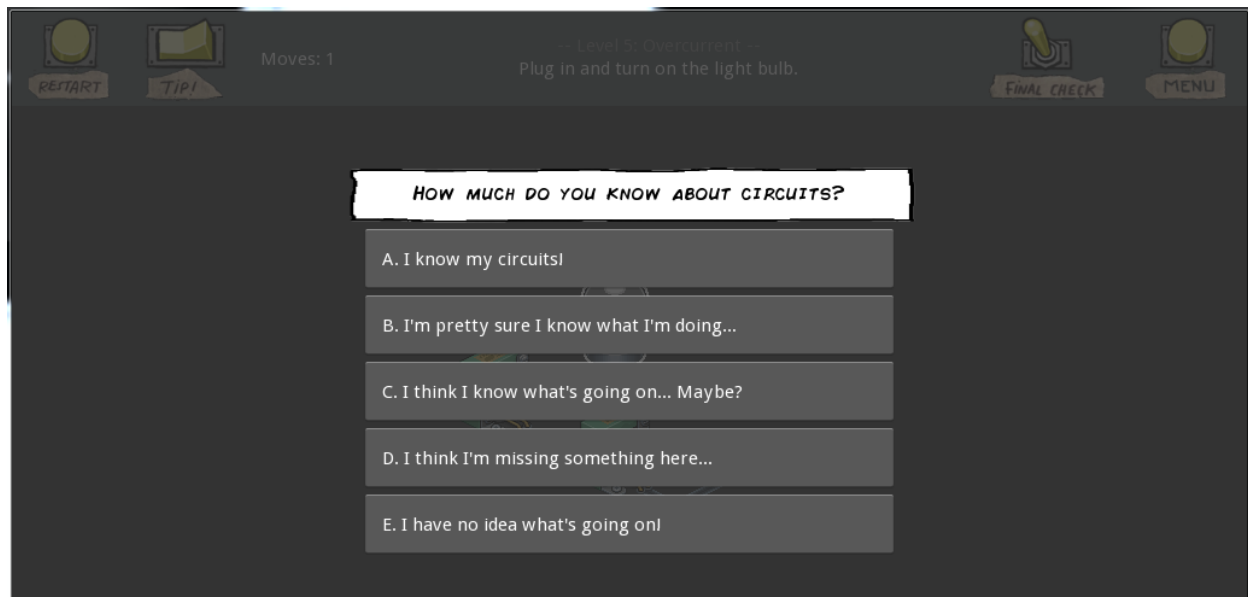 Moves: 1
-- Level 5: Overcurrent --
Plug in and turn on the light bulb.
RESTART
TIP!
FINAL CHECK
MENU
HOW MUCH DO YOU KNOW ABOUT CIRCUITS?
A. I know my circuits!
B. I'm pretty sure I know what I'm doing...
C. I think I know what's going on... Maybe?
D. I think I'm missing something here...
E. I have no idea what's going on!